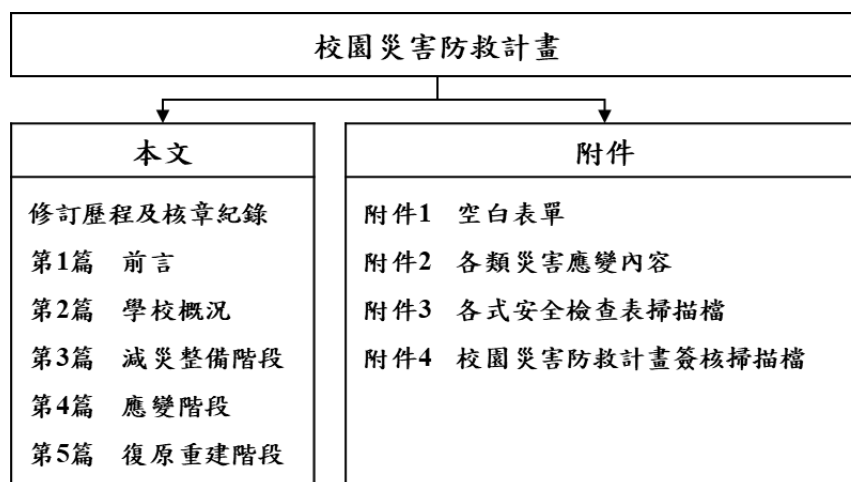 校園災害防救計畫
本文
修訂歷程及核章紀錄
第1篇 前言
第2篇 學校概況
第3篇 減災整備階段
第4篇 應變階段
第5篇 復原重建階段
附件
附件1 空白表單
附件2 各類災害應變內容
附件3 各式安全檢查表掃描檔
附件4 校園災害防救計畫簽核掃描檔